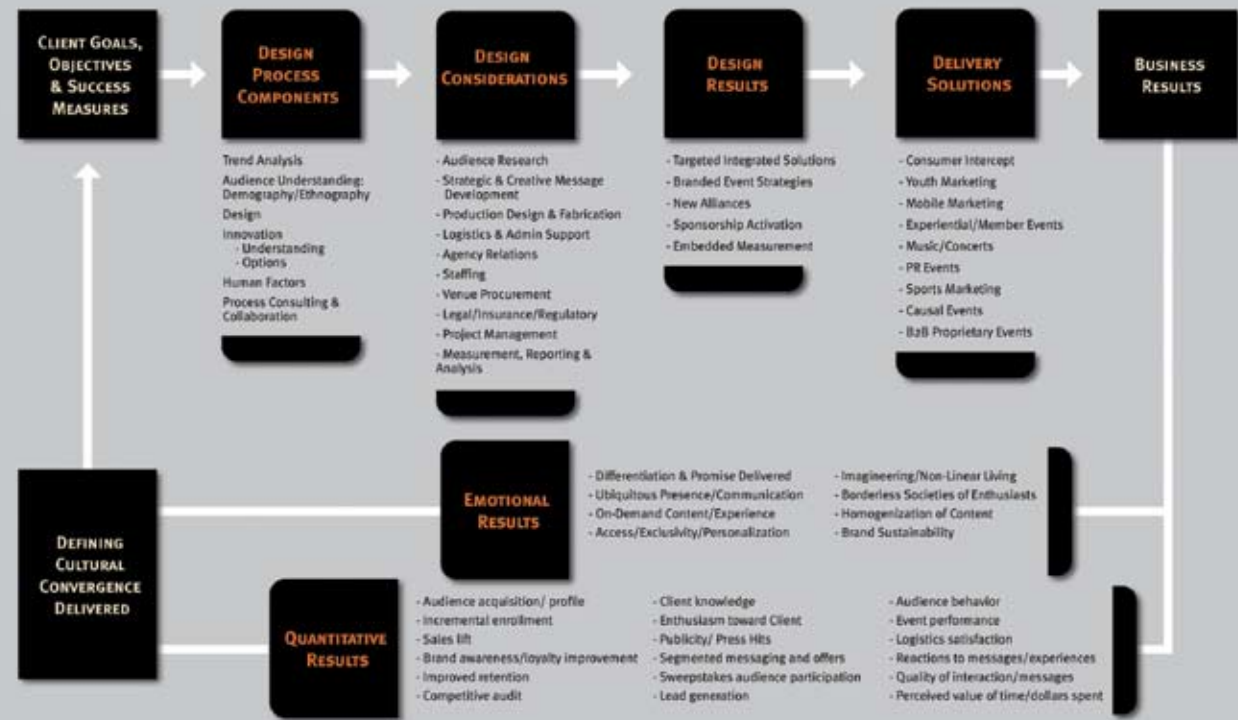 CLIENT GOALS,
OBJECTIVES
& SUCCESS
MEASURES
DESIGN
PROCESS
COMPONENTS
DESIGN
CONSIDERATIONS
DESIGN
RESULTS
DELIVERY
SOLUTIONS
BUSINESS
RESULTS
Trend Analysis
Audience Understanding:
Demography/Ethnography
Design
Innovation
- Understanding
- Options
Human Factors
Process Consulting &
Collaboration
- Audience Research
- Strategic & Creative Message
Development
- Production Design & Fabrication
- Logistics & Admin Support
- Agency Relations
- Staffing
- Venue Procurement
- Legal/Insurance/Regulatory
- Project Management
- Measurement, Reporting &
Analysis
- Targeted Integrated Solutions
- Branded Event Strategies
- New Alliances
- Sponsorship Activation
- Embedded Measurement
- Consumer Intercept
- Youth Marketing
- Mobile Marketing
- Experiential/Member Events
- Music/Concerts
- PR Events
- Sports Marketing
- Causal Events
- B2B Proprietary Events
EMOTIONAL
RESULTS
- Differentiation & Promise Delivered
- Ubiquitous Presence/Communication
- On-Demand Content/Experience
- Access/Exclusivity/Personalization
- Imagineering/Non-Linear Living
- Borderless Societies of Enthusiasts
- Homogenization of Content
- Brand Sustainability
DEFINING
CULTURAL
CONVERGENCE
DELIVERED
QUANTITATIVE
RESULTS
- Audience acquisition/ profile
- Incremental enrollment
- Sales lift
- Brand awareness/loyalty improvement
- Improved retention
- Competitive audit
- Client knowledge
- Enthusiasm toward Client
- Publicity/ Press Hits
- Segmented messaging and offers
- Sweepstakes audience participation
- Lead generation
- Audience behavior
- Event performance
- Logistics satisfaction
- Reactions to messages/experiences
- Quality of interaction/messages
- Perceived value of time/dollars spent